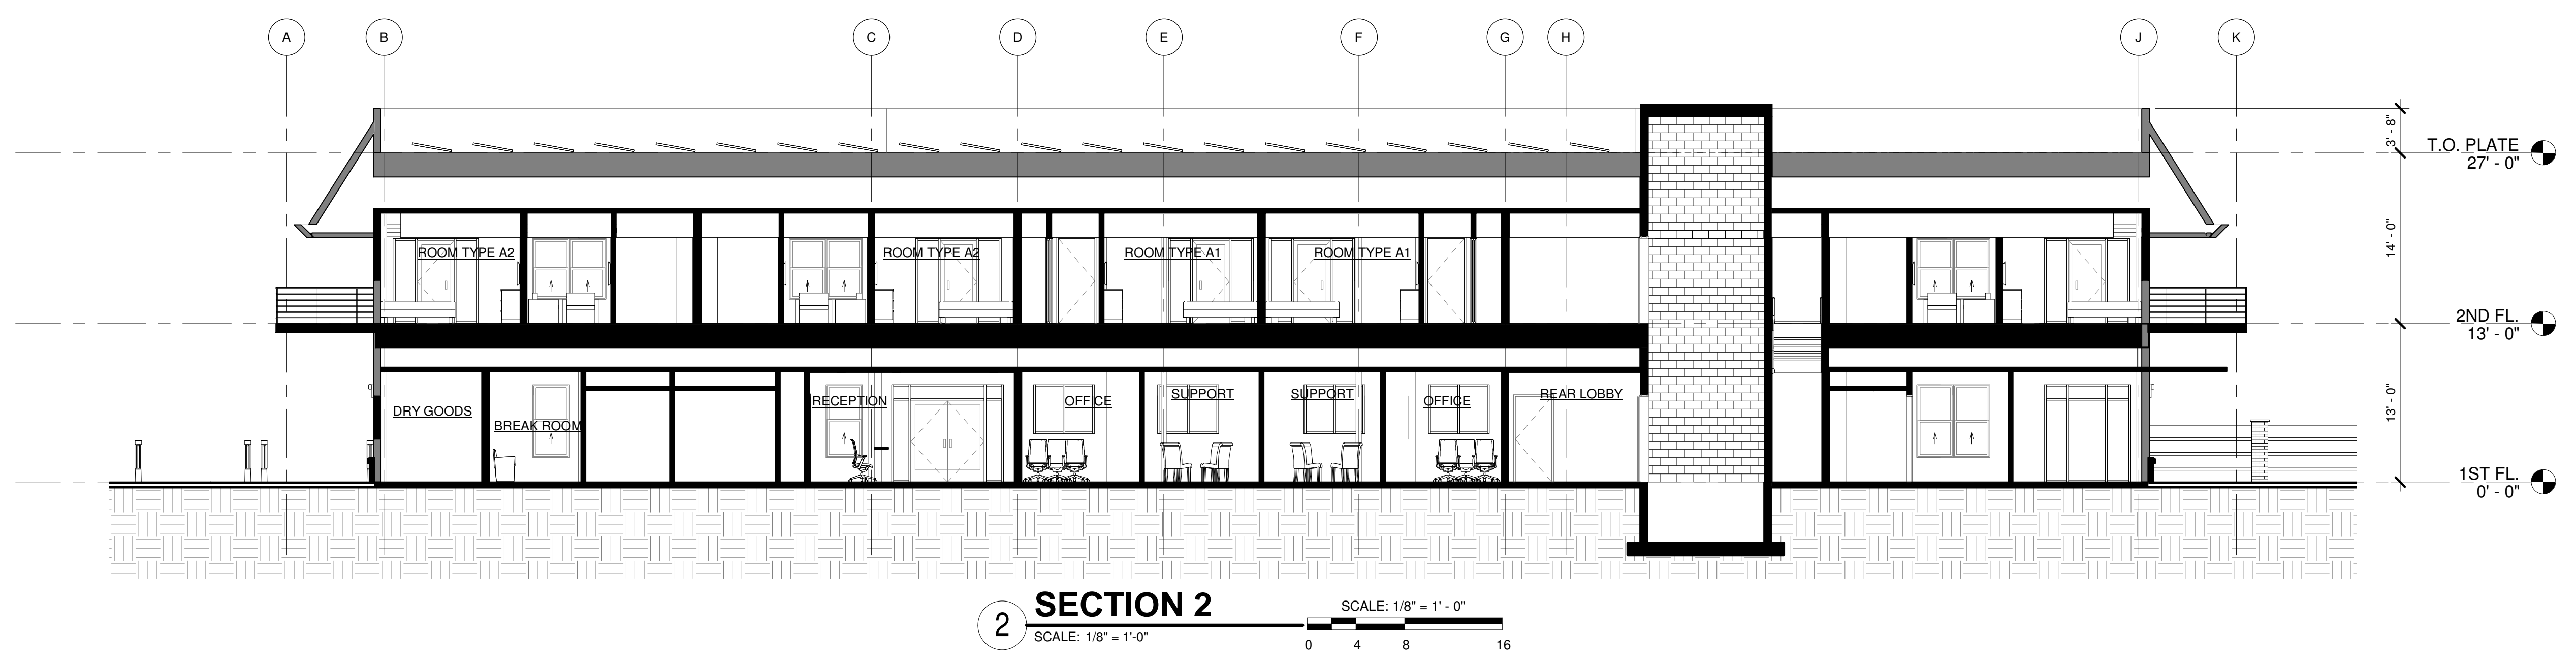 A B C D E F G H J K
3' - 8"
T.O. PLATE
27' - 0"
14' - 0"
ROOM TYPE A2 ROOM TYPE A2 ROOM TYPE A1 ROOM TYPE A1
2ND FL.
13' - 0"
13' - 0"
DRY GOODS BREAK ROOM RECEPTION OFFICE SUPPORT SUPPORT OFFICE REAR LOBBY
1ST FL.
0' - 0"
2 SECTION 2
SCALE: 1/8" = 1'-0"
SCALE: 1/8" = 1' - 0"
0 4 8 16